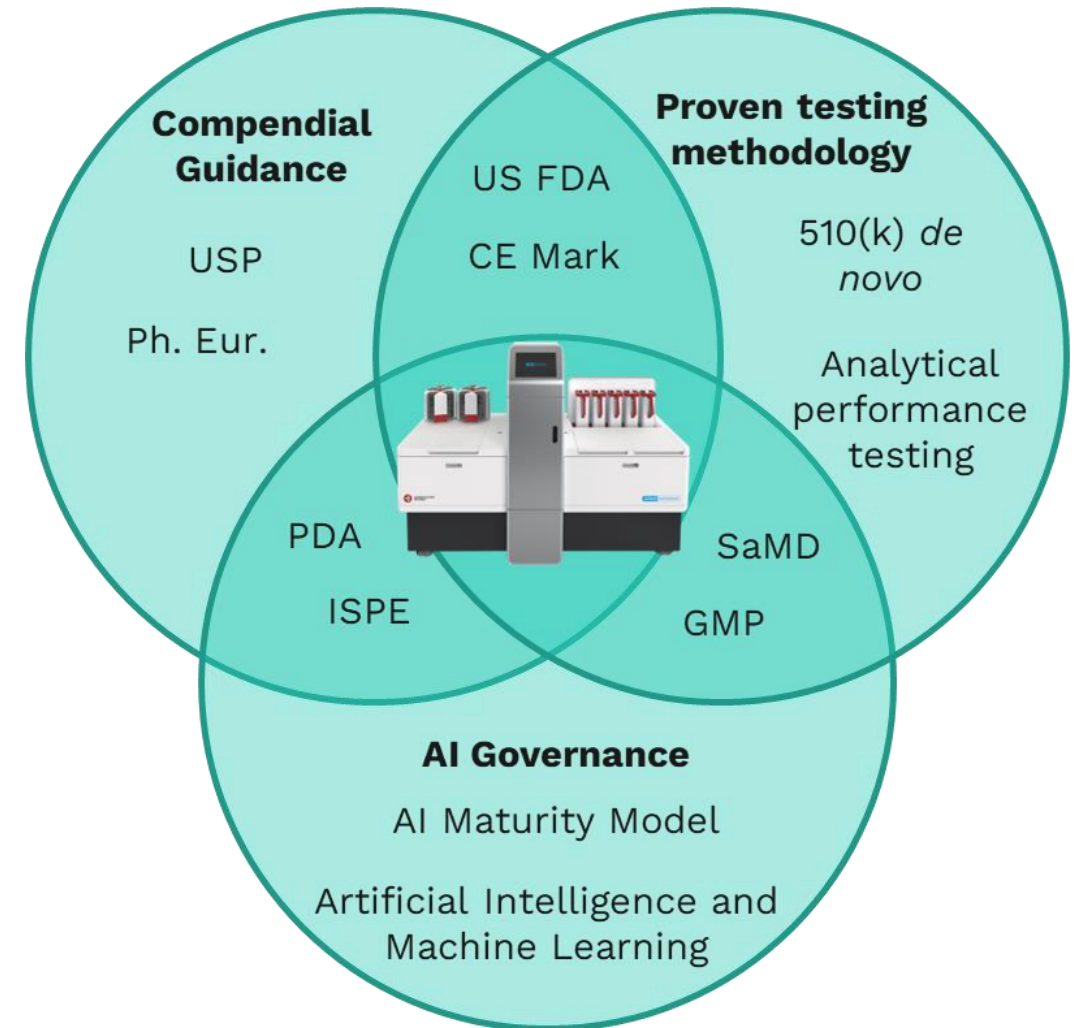 Compendial
Guidance
USP
Ph. Eur.
US FDA
CE Mark
Proven testing
methodology
510(k) de
novo
Analytical
performance
testing
PDA
ISPE
SaMD
GMP
AI Governance
AI Maturity Model
Artificial Intelligence and
Machine Learning